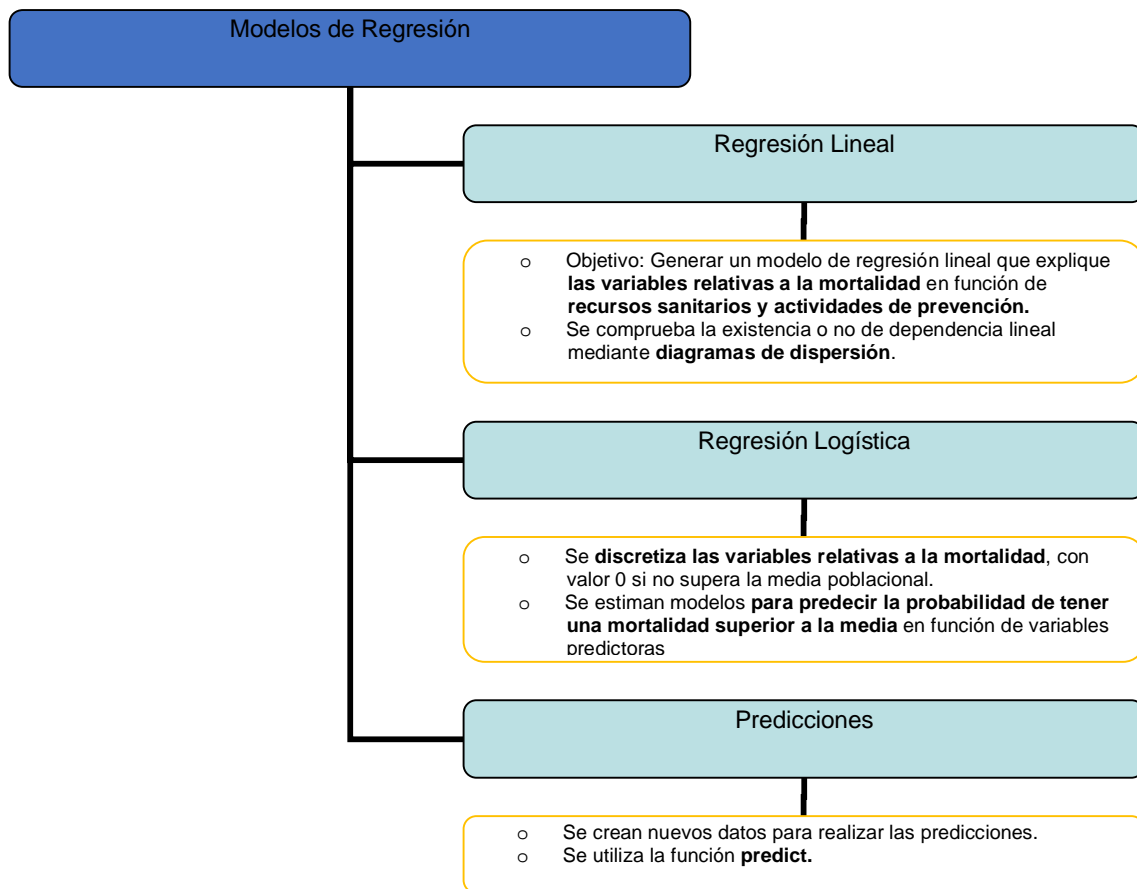 Modelos de Regresión
Regresión Lineal
o Objetivo: Generar un modelo de regresión lineal que explique
las variables relativas a la mortalidad en función de
recursos sanitarios y actividades de prevención.
o Se comprueba la existencia o no de dependencia lineal
mediante diagramas de dispersión.
Regresión Logística
o Se discretiza las variables relativas a la mortalidad, con
valor 0 si no supera la media poblacional.
o Se estiman modelos para predecir la probabilidad de tener
una mortalidad superior a la media en función de variables
predictoras
Predicciones
o Se crean nuevos datos para realizar las predicciones.
o Se utiliza la función predict.